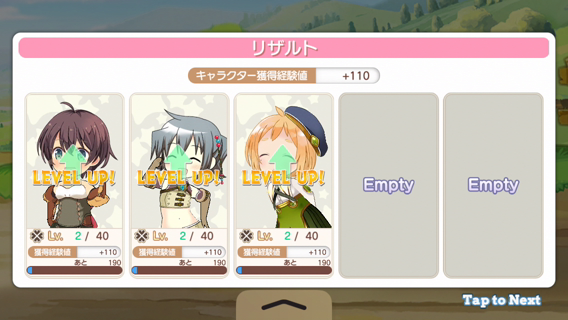 リザルト
キャラクター獲得経験値 +110
LEVEL UP! LEVEL UP! LEVEL UP! Empty Empty
Lv. 2 / 40 Lv. 2 / 40 Lv. 2 / 40
獲得経験値 +110 獲得経験値 +110 獲得経験値 +110
あと 190 あと 190 あと 190
Tap to Next